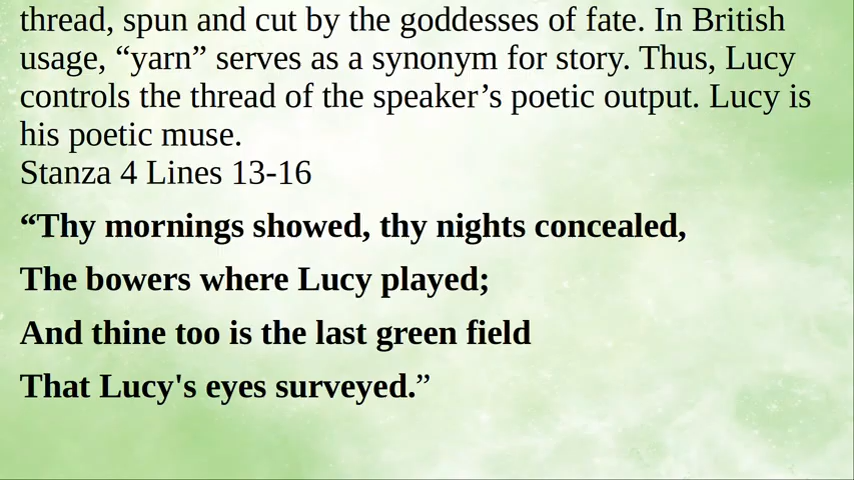 thread, spun and cut by the goddesses of fate. In British
usage, “yarn” serves as a synonym for story. Thus, Lucy
controls the thread of the speaker’s poetic output. Lucy is
his poetic muse.
Stanza 4 Lines 13-16
“Thy mornings showed, thy nights concealed,
The bowers where Lucy played;
And thine too is the last green field
That Lucy's eyes surveyed.”